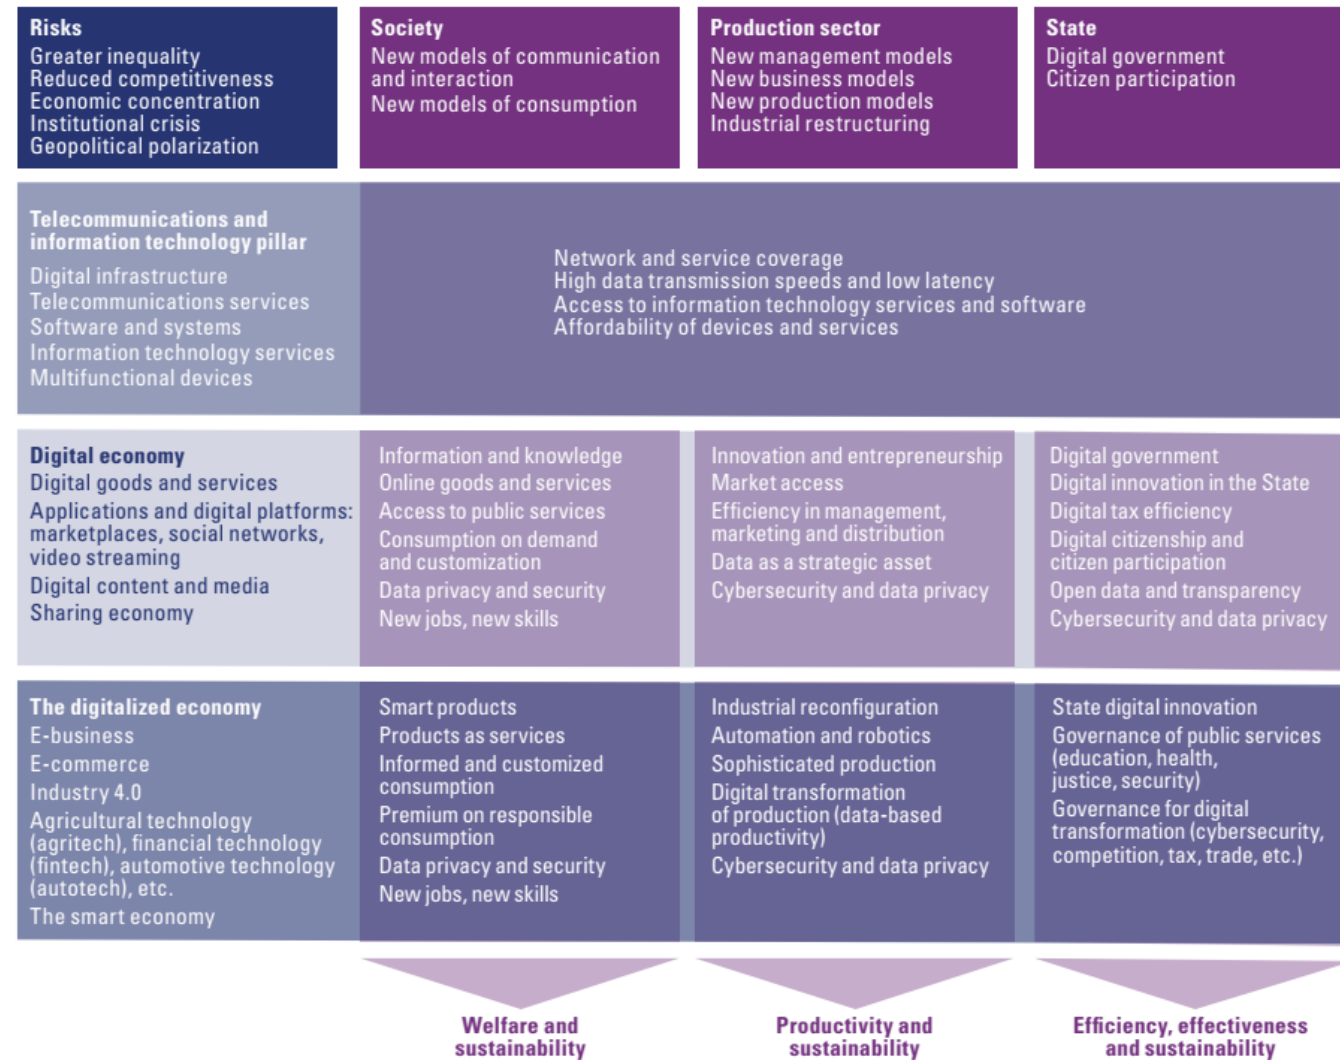 Risks
Greater inequality
Reduced competitiveness
Economic concentration
Institutional crisis
Geopolitical polarization
Society
New models of communication
and interaction
New models of consumption
Production sector
New management models
New business models
New production models
Industrial restructuring
State
Digital government
Citizen participation
Telecommunications and
information technology pillar
Digital infrastructure
Telecommunications services
Software and systems
Information technology services
Multifunctional devices
Network and service coverage
High data transmission speeds and low latency
Access to information technology services and software
Affordability of devices and services
Digital economy
Digital goods and services
Applications and digital platforms:
marketplaces, social networks,
video streaming
Digital content and media
Sharing economy
Information and knowledge
Online goods and services
Access to public services
Consumption on demand
and customization
Data privacy and security
New jobs, new skills
Innovation and entrepreneurship
Market access
Efficiency in management,
marketing and distribution
Data as a strategic asset
Cybersecurity and data privacy
Digital government
Digital innovation in the State
Digital tax efficiency
Digital citizenship and
citizen participation
Open data and transparency
Cybersecurity and data privacy
The digitalized economy
E-business
E-commerce
Industry 4.0
Agricultural technology
(agritech), financial technology
(fintech), automotive technology
(autotech), etc.
The smart economy
Smart products
Products as services
Informed and customized
consumption
Premium on responsible
consumption
Data privacy and security
New jobs, new skills
Industrial reconfiguration
Automation and robotics
Sophisticated production
Digital transformation
of production (data-based
productivity)
Cybersecurity and data privacy
State digital innovation
Governance of public services
(education, health,
justice, security)
Governance for digital
transformation (cybersecurity,
competition, tax, trade, etc.)
Welfare and
sustainability
Productivity and
sustainability
Efficiency, effectiveness
and sustainability